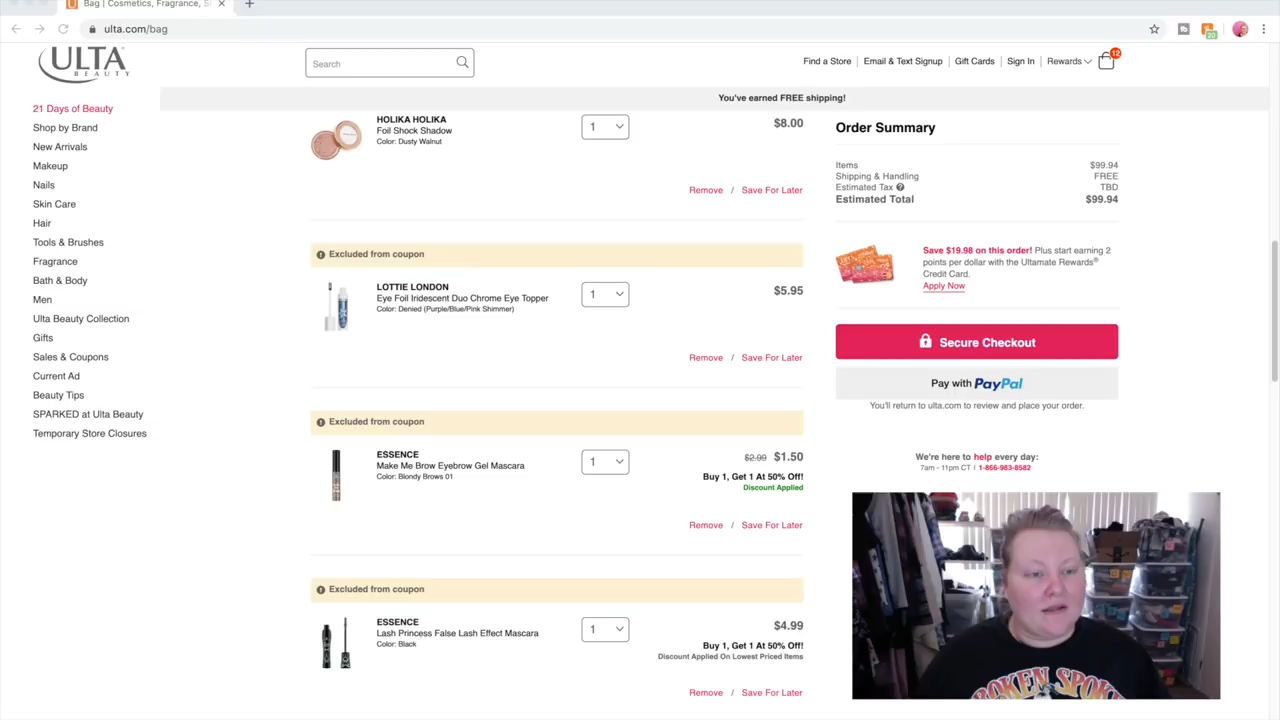 Bag | Cosmetics, Fragrance, S
ulta.com/bag
20
ULTA
BEAUTY
Search
Find a Store
Email & Text Signup
Gift Cards
Sign In
Rewards
12
21 Days of Beauty
Shop by Brand
New Arrivals
Makeup
Nails
Skin Care
Hair
Tools & Brushes
Fragrance
Bath & Body
Men
Ulta Beauty Collection
Gifts
Sales & Coupons
Current Ad
Beauty Tips
SPARKED at Ulta Beauty
Temporary Store Closures
You've earned FREE shipping!
HOLIKA HOLIKA
Foil Shock Shadow
Color: Dusty Walnut
1
$8.00
Remove / Save For Later
Excluded from coupon
LOTTIE LONDON
Eye Foil Iridescent Duo Chrome Eye Topper
Color: Denied (Purple/Blue/Pink Shimmer)
1
$5.95
Remove / Save For Later
Excluded from coupon
ESSENCE
Make Me Brow Eyebrow Gel Mascara
Color: Blondy Brows 01
1
$2.99 $1.50
Buy 1, Get 1 At 50% Off!
Discount Applied
Remove / Save For Later
Excluded from coupon
ESSENCE
Lash Princess False Lash Effect Mascara
Color: Black
1
$4.99
Buy 1, Get 1 At 50% Off!
Discount Applied On Lowest Priced Items
Remove / Save For Later
Order Summary
Items $99.94
Shipping & Handling FREE
Estimated Tax ? TBD
Estimated Total $99.94
Save $19.98 on this order! Plus start earning 2
points per dollar with the Ultamate Rewards®
Credit Card.
Apply Now
Secure Checkout
Pay with PayPal
You'll return to ulta.com to review and place your order.
We're here to help every day:
7am - 11pm CT | 1-866-983-8582
BROKEN SPOKE